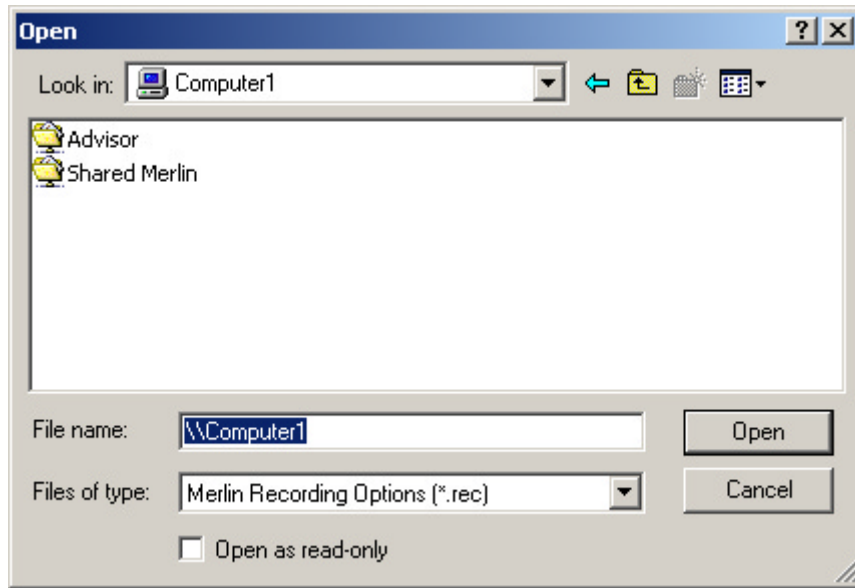 Open
Look in: Computer1
Advisor
Shared Merlin
File name: \\Computer1 Open
Files of type: Merlin Recording Options (*.rec) Cancel
Open as read-only